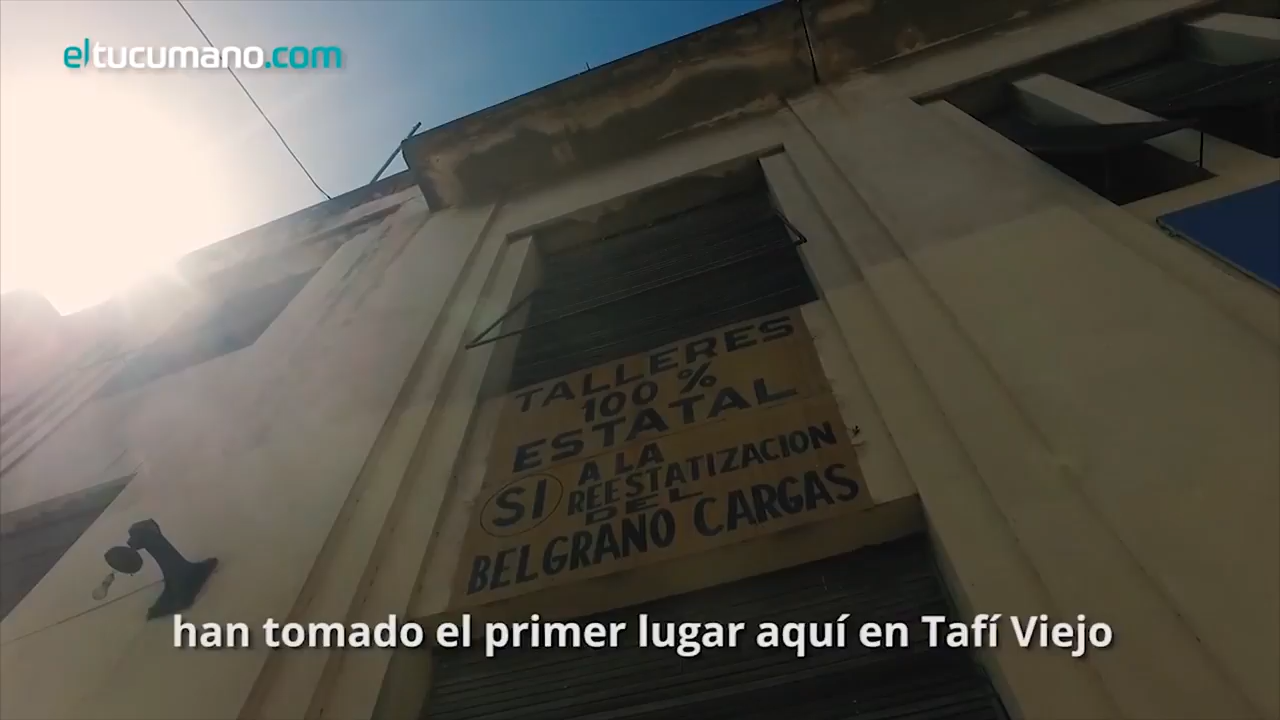 eltucumano.com
TALLERES
100 %
ESTATAL
SI A LA
REESTATIZACION
DEL
BELGRANO CARGAS
han tomado el primer lugar aquí en Tafí Viejo